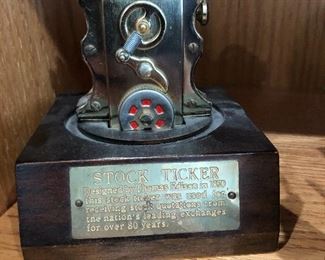 STOCK TICKER
Designed by Thomas Edison in 1870
this stock ticker was used for
receiving stock quotations from
the nation's leading exchanges
for over 80 years.